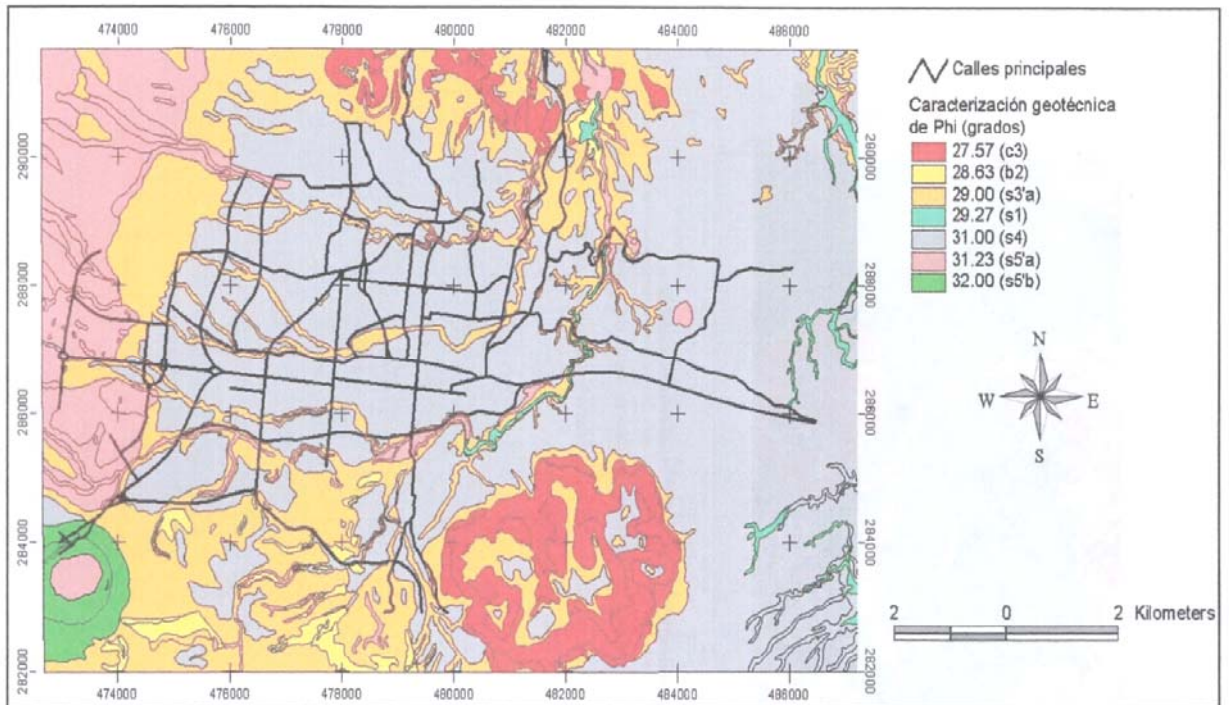 474000 476000 478000 480000 482000 484000 486000
290000 290000
288000 288000
286000 286000
284000 284000
282000 282000
474000 476000 478000 480000 482000 484000 486000
Calles principales
Caracterización geotécnica
de Phi (grados)
27.57 (c3)
28.63 (b2)
29.00 (s3'a)
29.27 (s1)
31.00 (s4)
31.23 (s5'a)
32.00 (s5'b)
N
W E
S
2 0 2 Kilometers